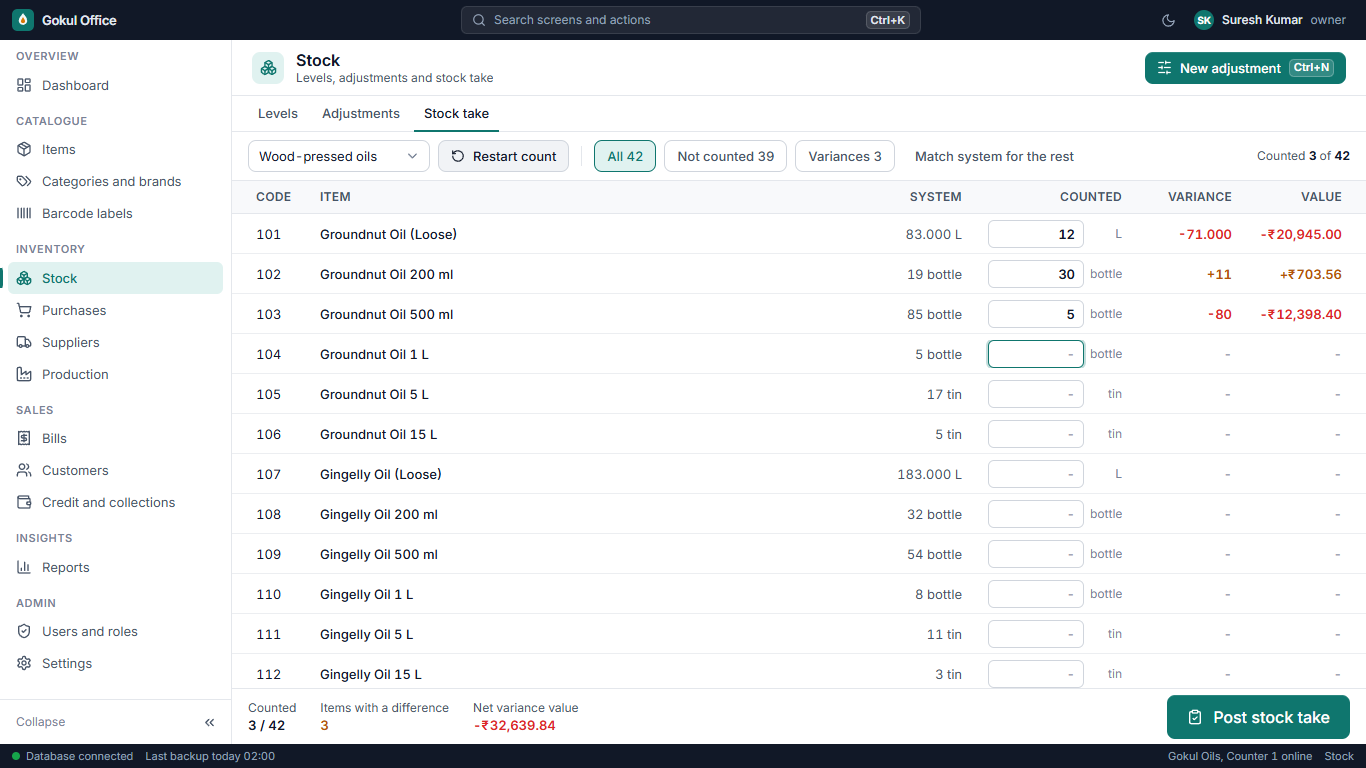 Gokul Office
Search screens and actions Ctrl+K
SK Suresh Kumar owner
OVERVIEW
Dashboard
CATALOGUE
Items
Categories and brands
Barcode labels
INVENTORY
Stock
Purchases
Suppliers
Production
SALES
Bills
Customers
Credit and collections
INSIGHTS
Reports
ADMIN
Users and roles
Settings
Collapse
Stock
Levels, adjustments and stock take
New adjustment Ctrl+N
Levels Adjustments Stock take
Wood-pressed oils Restart count All 42 Not counted 39 Variances 3 Match system for the rest Counted 3 of 42
CODE ITEM SYSTEM COUNTED VARIANCE VALUE
101 Groundnut Oil (Loose) 83.000 L 12 L -71.000 -₹20,945.00
102 Groundnut Oil 200 ml 19 bottle 30 bottle +11 +₹703.56
103 Groundnut Oil 500 ml 85 bottle 5 bottle -80 -₹12,398.40
104 Groundnut Oil 1 L 5 bottle - bottle - -
105 Groundnut Oil 5 L 17 tin - tin - -
106 Groundnut Oil 15 L 5 tin - tin - -
107 Gingelly Oil (Loose) 183.000 L - L - -
108 Gingelly Oil 200 ml 32 bottle - bottle - -
109 Gingelly Oil 500 ml 54 bottle - bottle - -
110 Gingelly Oil 1 L 8 bottle - bottle - -
111 Gingelly Oil 5 L 11 tin - tin - -
112 Gingelly Oil 15 L 3 tin - tin - -
Counted Items with a difference Net variance value
3 / 42 3 -₹32,639.84
Post stock take
Database connected Last backup today 02:00 Gokul Oils, Counter 1 online Stock